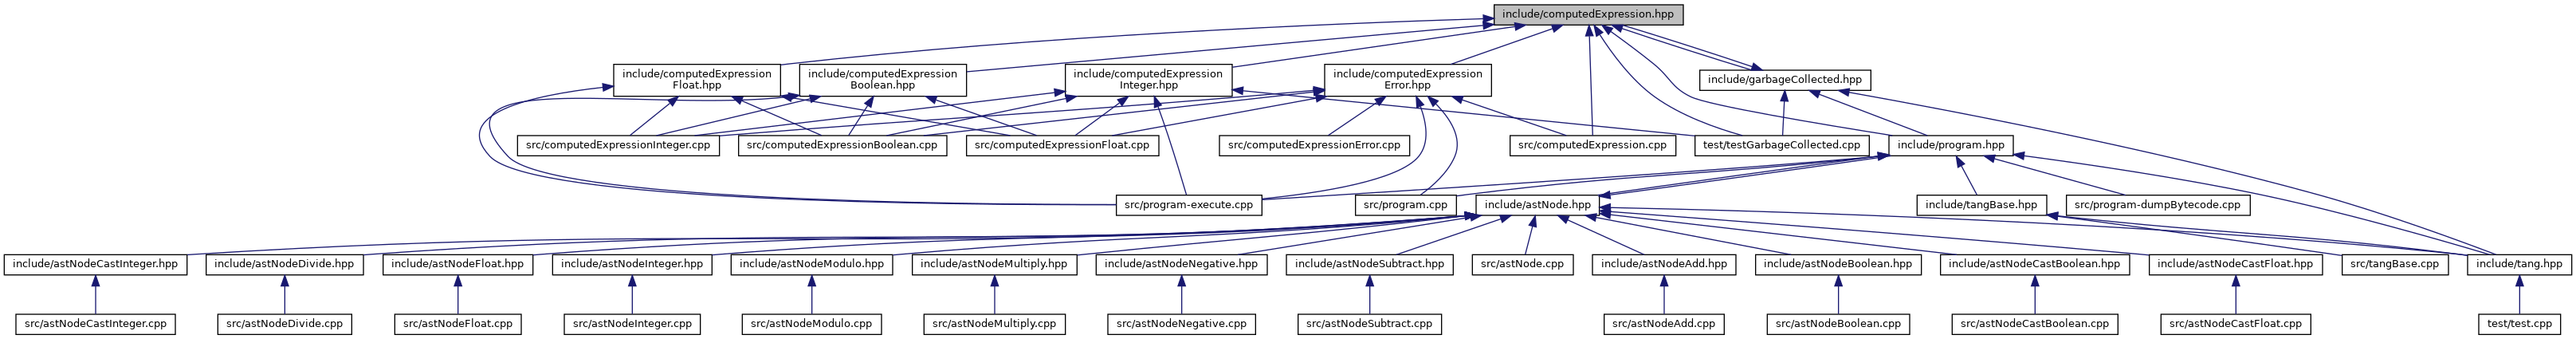 include/computedExpression.hpp
include/computedExpression
Float.hpp
include/computedExpression
Boolean.hpp
include/computedExpression
Integer.hpp
include/computedExpression
Error.hpp
include/garbageCollected.hpp
src/computedExpressionInteger.cpp
src/computedExpressionBoolean.cpp
src/computedExpressionFloat.cpp
src/computedExpressionError.cpp
src/computedExpression.cpp
test/testGarbageCollected.cpp
include/program.hpp
src/program-execute.cpp
src/program.cpp
include/astNode.hpp
include/tangBase.hpp
src/program-dumpBytecode.cpp
include/astNodeCastInteger.hpp
include/astNodeDivide.hpp
include/astNodeFloat.hpp
include/astNodeInteger.hpp
include/astNodeModulo.hpp
include/astNodeMultiply.hpp
include/astNodeNegative.hpp
include/astNodeSubtract.hpp
src/astNode.cpp
include/astNodeAdd.hpp
include/astNodeBoolean.hpp
include/astNodeCastBoolean.hpp
include/astNodeCastFloat.hpp
src/tangBase.cpp
include/tang.hpp
src/astNodeCastInteger.cpp
src/astNodeDivide.cpp
src/astNodeFloat.cpp
src/astNodeInteger.cpp
src/astNodeModulo.cpp
src/astNodeMultiply.cpp
src/astNodeNegative.cpp
src/astNodeSubtract.cpp
src/astNodeAdd.cpp
src/astNodeBoolean.cpp
src/astNodeCastBoolean.cpp
src/astNodeCastFloat.cpp
test/test.cpp